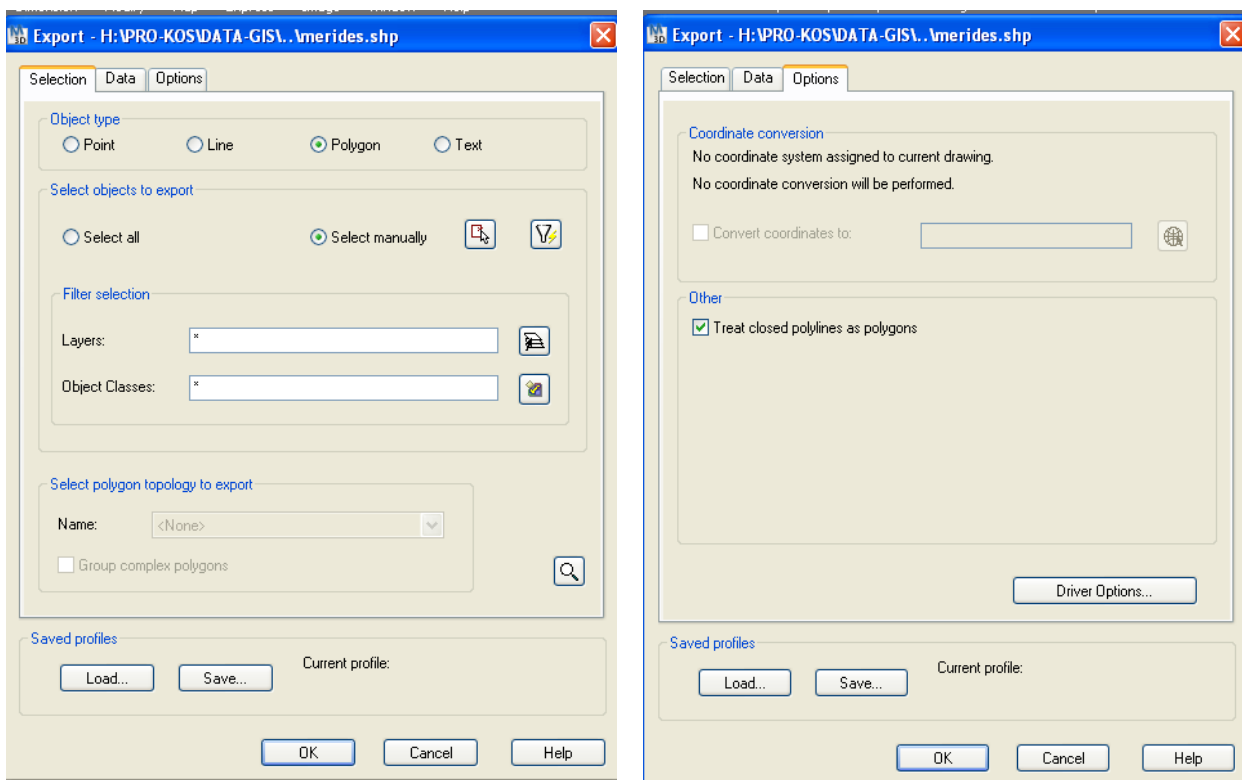 Export - H:\PRO-KOS\DATA-GIS\..\merides.shp
Selection Data Options
Object type
Point Line Polygon Text
Select objects to export
Select all Select manually
Filter selection
Layers: *
Object Classes: *
Select polygon topology to export
Name: <None>
Group complex polygons
Saved profiles
Load... Save... Current profile:
OK Cancel Help
Export - H:\PRO-KOS\DATA-GIS\..\merides.shp
Selection Data Options
Coordinate conversion
No coordinate system assigned to current drawing.
No coordinate conversion will be performed.
Convert coordinates to:
Other
Treat closed polylines as polygons
Driver Options...
Saved profiles
Load... Save... Current profile:
OK Cancel Help